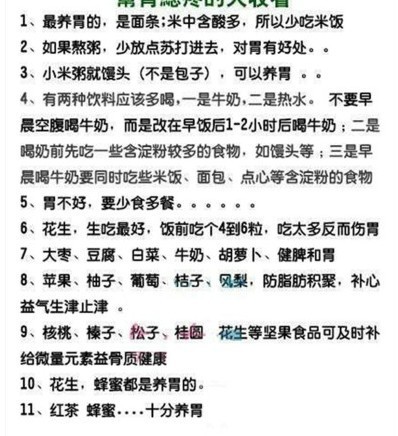 1、最养胃的，是面条;米中含酸多，所以少吃米饭
2、如果熬粥，少放点苏打进去，对胃有好处。。
3、小米粥就馒头（不是包子），可以养胃 。。
4、有两种饮料应该多喝,一是牛奶,二是热水。 不要早
晨空腹喝牛奶，而是改在早饭后1-2小时后喝牛奶；二是
喝奶前先吃一些含淀粉较多的食物，如馒头等；三是早
晨喝牛奶要同时吃些米饭、面包、点心等含淀粉的食物
5、胃不好，要少食多餐。。。。。。
6、花生，生吃最好，饭前吃个4到6粒，吃太多反而伤胃
7、大枣、豆腐、白菜、牛奶、胡萝卜、健脾和胃
8、苹果、柚子、葡萄、桔子、凤梨，防脂肪积聚，补心
益气生津止津 。
9、核桃、榛子、松子、桂圆 花生等坚果食品可及时补
给微量元素益骨质健康
10、花生，蜂蜜都是养胃的。
11、红茶 蜂蜜....十分养胃